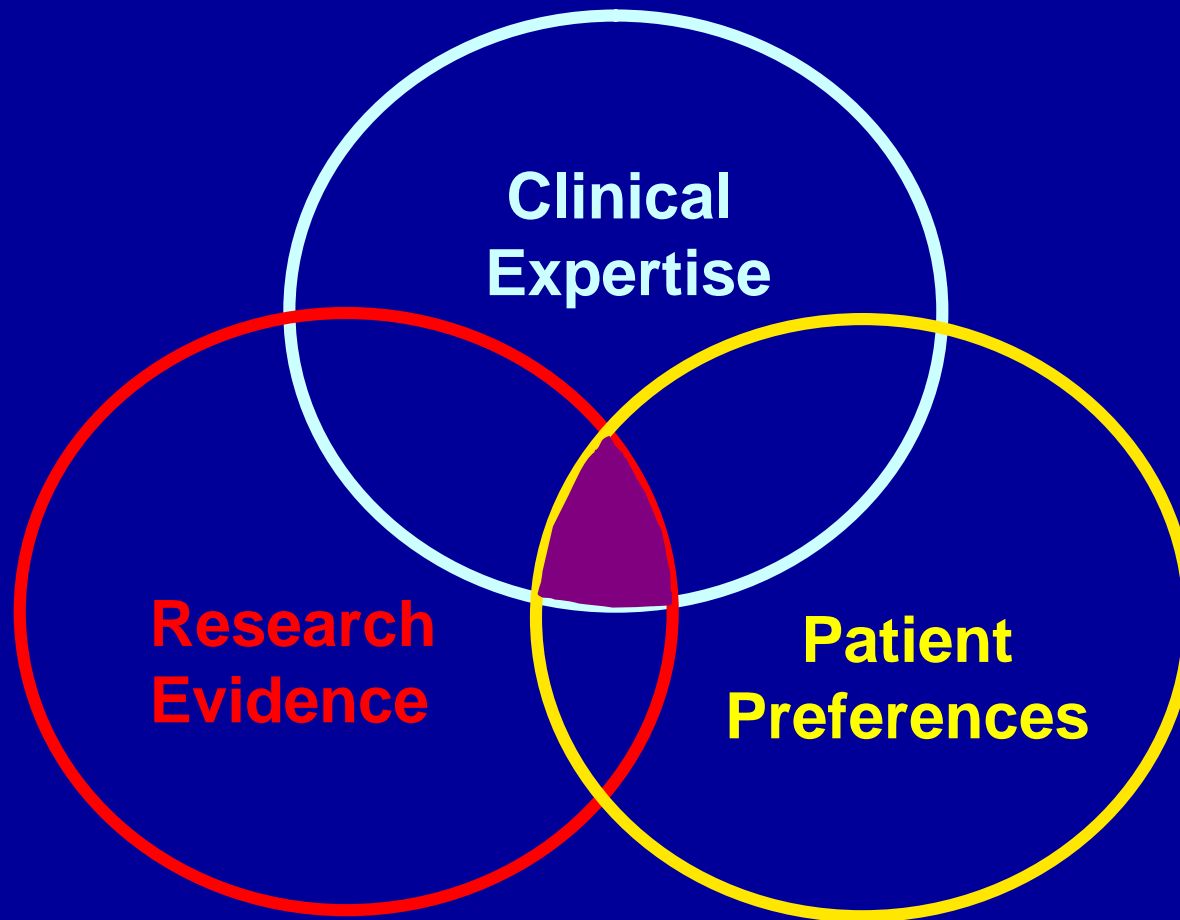 Clinical
Expertise
Research
Evidence
Patient
Preferences